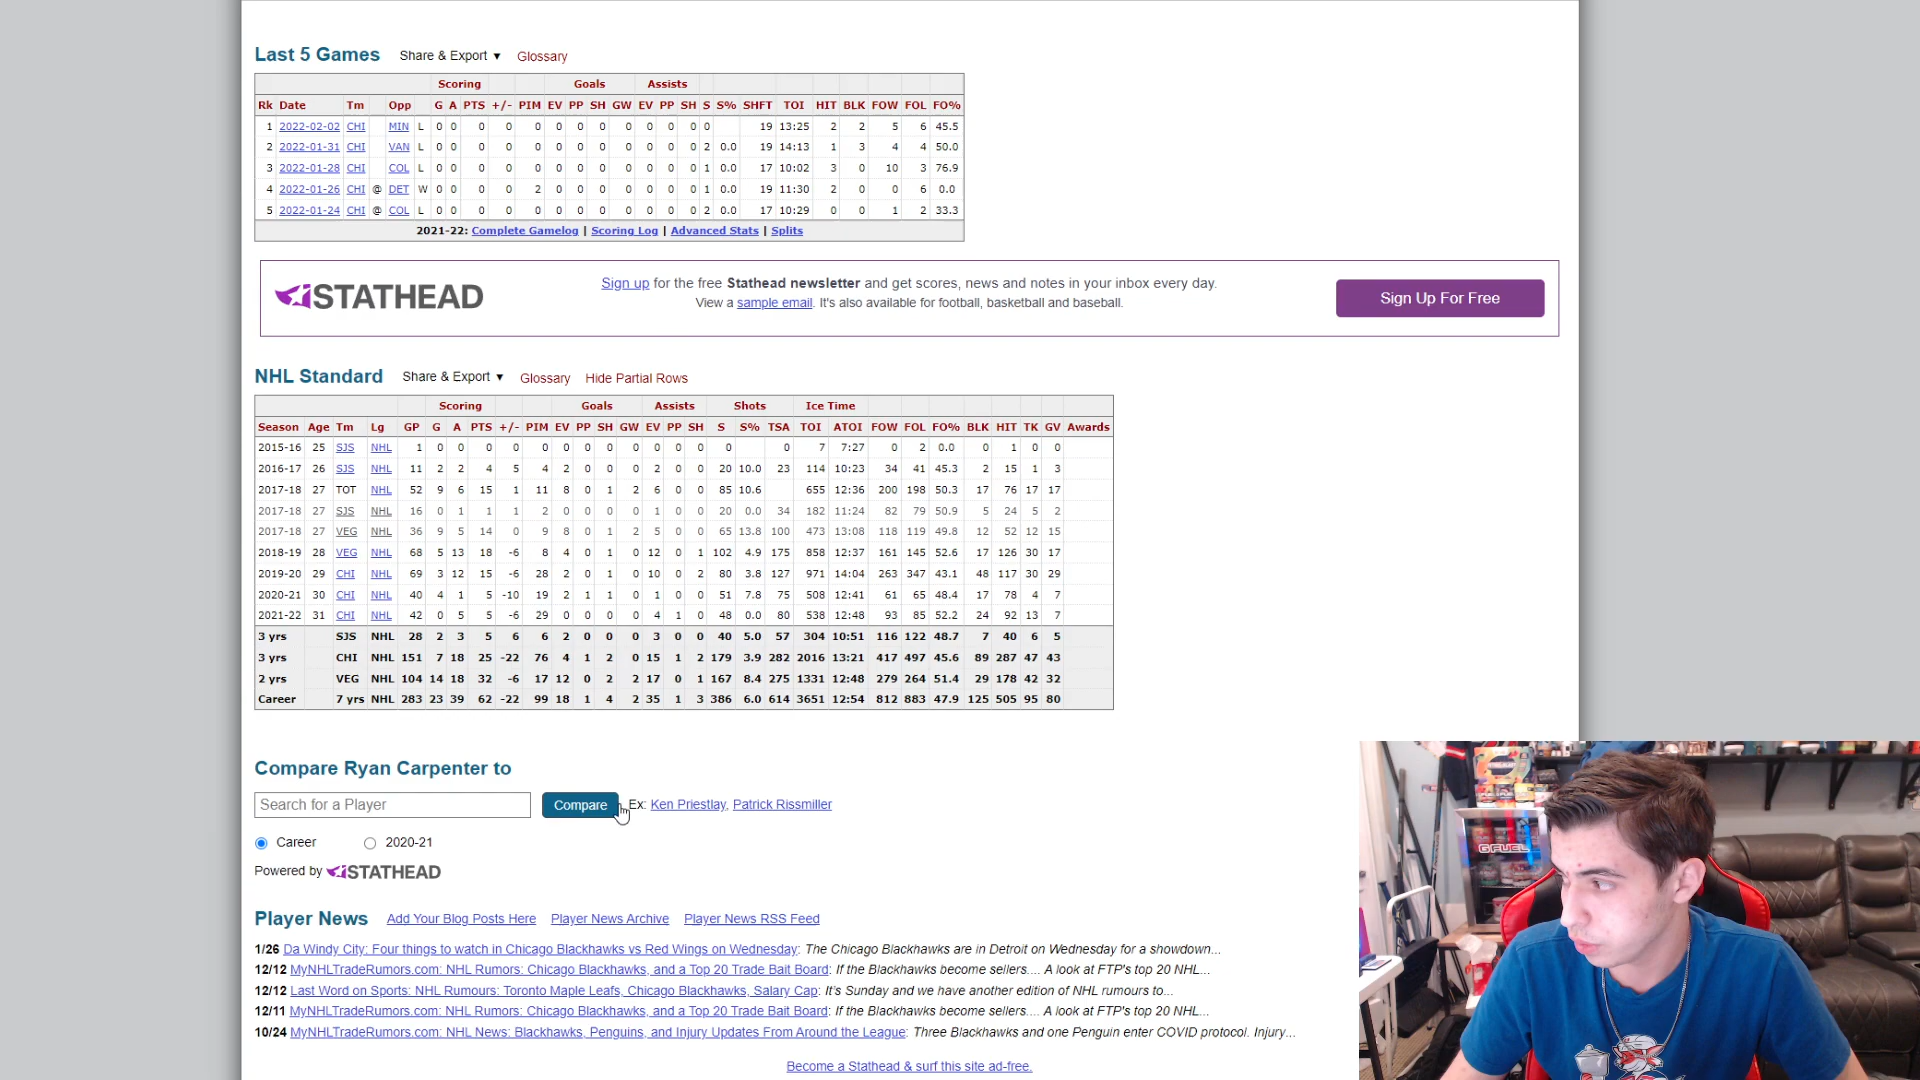 Last 5 Games Share & Export ▼ Glossary
Scoring Goals Assists
Rk Date Tm Opp G A PTS +/- PIM EV PP SH GW EV PP SH S S% SHFT TOI HIT BLK FOW FOL FO%
1 2022-02-02 CHI MIN L 0 0 0 0 0 0 0 0 0 0 0 0 0 19 13:25 2 2 5 6 45.5
2 2022-01-31 CHI VAN L 0 0 0 0 0 0 0 0 0 0 0 0 2 0.0 19 14:13 1 3 4 4 50.0
3 2022-01-28 CHI COL L 0 0 0 0 0 0 0 0 0 0 0 0 1 0.0 17 10:02 3 0 10 3 76.9
4 2022-01-26 CHI @ DET W 0 0 0 0 2 0 0 0 0 0 0 0 1 0.0 19 11:30 2 0 0 6 0.0
5 2022-01-24 CHI @ COL L 0 0 0 0 0 0 0 0 0 0 0 0 2 0.0 17 10:29 0 0 1 2 33.3
2021-22: Complete Gamelog | Scoring Log | Advanced Stats | Splits
STATHEAD
Sign up for the free Stathead newsletter and get scores, news and notes in your inbox every day.
View a sample email. It's also available for football, basketball and baseball.
Sign Up For Free
NHL Standard Share & Export ▼ Glossary Hide Partial Rows
Scoring Goals Assists Shots Ice Time
Season Age Tm Lg GP G A PTS +/- PIM EV PP SH GW EV PP SH S S% TSA TOI ATOI FOW FOL FO% BLK HIT TK GV Awards
2015-16 25 SJS NHL 1 0 0 0 0 0 0 0 0 0 0 0 0 0 0 7 7:27 0 2 0.0 0 1 0 0
2016-17 26 SJS NHL 11 2 2 4 5 4 2 0 0 0 2 0 0 20 10.0 23 114 10:23 34 41 45.3 2 15 1 3
2017-18 27 TOT NHL 52 9 6 15 1 11 8 0 1 2 6 0 0 85 10.6 655 12:36 200 198 50.3 17 76 17 17
2017-18 27 SJS NHL 16 0 1 1 1 2 0 0 0 0 1 0 0 20 0.0 34 182 11:24 82 79 50.9 5 24 5 2
2017-18 27 VEG NHL 36 9 5 14 0 9 8 0 1 2 5 0 0 65 13.8 100 473 13:08 118 119 49.8 12 52 12 15
2018-19 28 VEG NHL 68 5 13 18 -6 8 4 0 1 0 12 0 1 102 4.9 175 858 12:37 161 145 52.6 17 126 30 17
2019-20 29 CHI NHL 69 3 12 15 -6 28 2 0 1 0 10 0 2 80 3.8 127 971 14:04 263 347 43.1 48 117 30 29
2020-21 30 CHI NHL 40 4 1 5 -10 19 2 1 1 0 1 0 0 51 7.8 75 508 12:41 61 65 48.4 17 78 4 7
2021-22 31 CHI NHL 42 0 5 5 -6 29 0 0 0 0 4 1 0 48 0.0 80 538 12:48 93 85 52.2 24 92 13 7
3 yrs SJS NHL 28 2 3 5 6 6 2 0 0 0 3 0 0 40 5.0 57 304 10:51 116 122 48.7 7 40 6 5
3 yrs CHI NHL 151 7 18 25 -22 76 4 1 2 0 15 1 2 179 3.9 282 2016 13:21 417 497 45.6 89 287 47 43
2 yrs VEG NHL 104 14 18 32 -6 17 12 0 2 2 17 0 1 167 8.4 275 1331 12:48 279 264 51.4 29 178 42 32
Career 7 yrs NHL 283 23 39 62 -22 99 18 1 4 2 35 1 3 386 6.0 614 3651 12:54 812 883 47.9 125 505 95 80
Compare Ryan Carpenter to
Search for a Player Compare Ex: Ken Priestlay, Patrick Rissmiller
Career 2020-21
Powered by STATHEAD
Player News Add Your Blog Posts Here Player News Archive Player News RSS Feed
1/26 Da Windy City: Four things to watch in Chicago Blackhawks vs Red Wings on Wednesday: The Chicago Blackhawks are in Detroit on Wednesday for a showdown...
12/12 MyNHLTradeRumors.com: NHL Rumors: Chicago Blackhawks, and a Top 20 Trade Bait Board: If the Blackhawks become sellers.... A look at FTP's top 20 NHL...
12/12 Last Word on Sports: NHL Rumours: Toronto Maple Leafs, Chicago Blackhawks, Salary Cap: It's Sunday and we have another edition of NHL rumours to...
12/11 MyNHLTradeRumors.com: NHL Rumors: Chicago Blackhawks, and a Top 20 Trade Bait Board: If the Blackhawks become sellers.... A look at FTP's top 20 NHL...
10/24 MyNHLTradeRumors.com: NHL News: Blackhawks, Penguins, and Injury Updates From Around the League: Three Blackhawks and one Penguin enter COVID protocol. Injury...
Become a Stathead & surf this site ad-free.
G FUEL